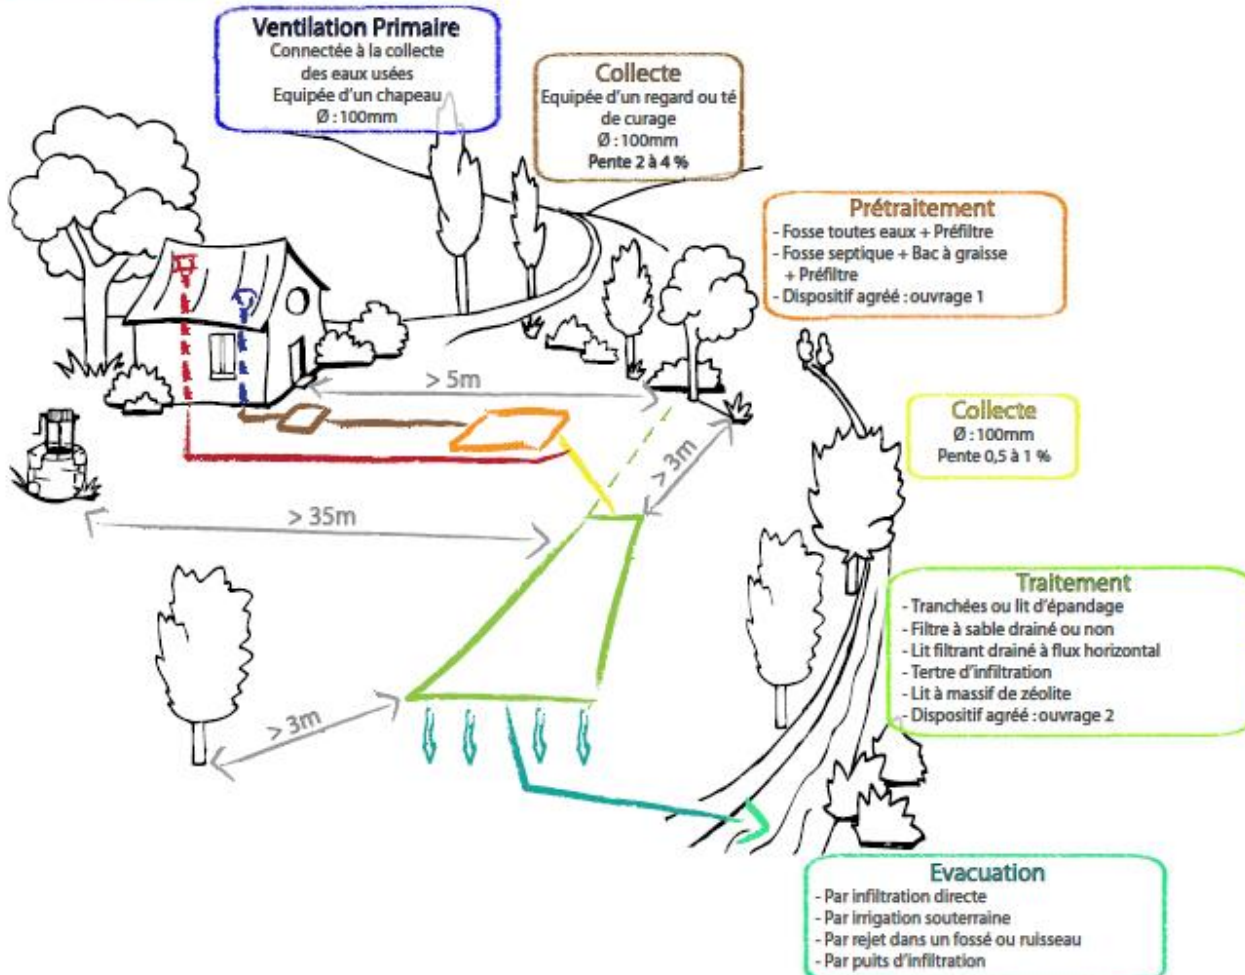 Ventilation Primaire
Connectée à la collecte
des eaux usées
Equipée d'un chapeau
Ø : 100mm
Collecte
Equipée d'un regard ou té
de curage
Ø : 100mm
Pente 2 à 4 %
Prétraitement
- Fosse toutes eaux + Préfiltre
- Fosse septique + Bac à graisse
+ Préfiltre
- Dispositif agréé : ouvrage 1
> 5m
Collecte
Ø : 100mm
Pente 0,5 à 1 %
> 3m
> 35m
Traitement
- Tranchées ou lit d'épandage
- Filtre à sable drainé ou non
- Lit filtrant drainé à flux horizontal
- Tertre d'infiltration
- Lit à massif de zéolite
- Dispositif agréé : ouvrage 2
> 3m
Evacuation
- Par infiltration directe
- Par irrigation souterraine
- Par rejet dans un fossé ou ruisseau
- Par puits d'infiltration